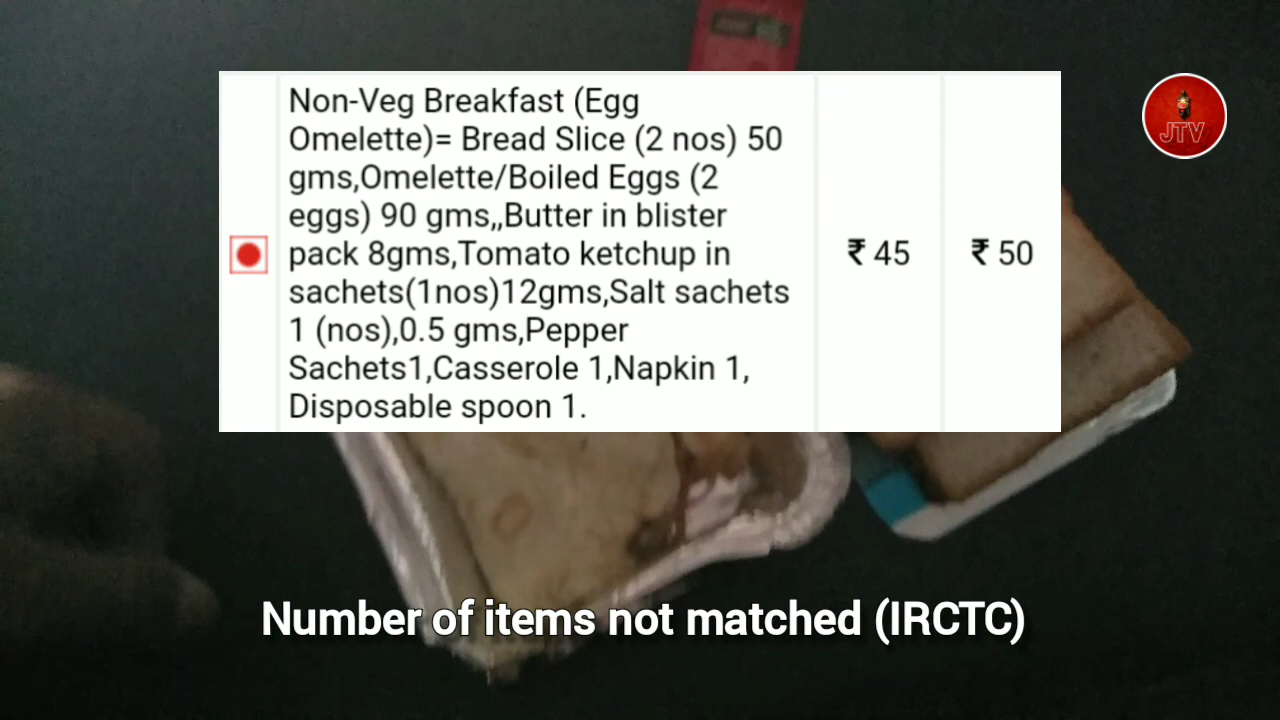 Non-Veg Breakfast (Egg
Omelette)= Bread Slice (2 nos) 50
gms,Omelette/Boiled Eggs (2
eggs) 90 gms,,Butter in blister
pack 8gms,Tomato ketchup in
sachets(1nos)12gms,Salt sachets
1 (nos),0.5 gms,Pepper
Sachets1,Casserole 1,Napkin 1,
Disposable spoon 1.
₹ 45
₹ 50
JTV
Number of items not matched (IRCTC)